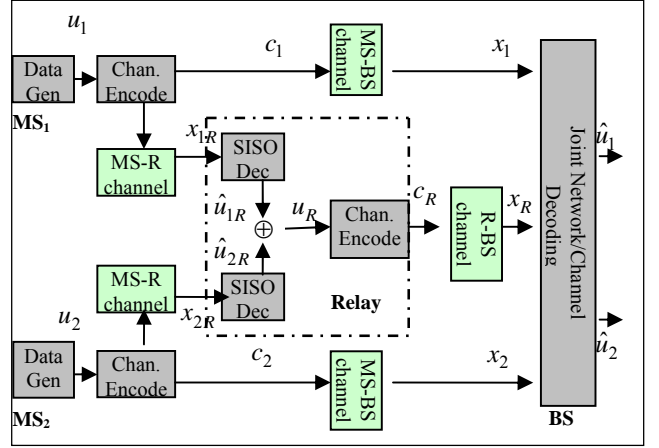 u1
c1
MS-BS channel
x1
Data Gen
Chan. Encode
MS1
x1R
MS-R channel
SISO Dec
û1R
uR
⊕
û2R
Chan. Encode
cR
R-BS channel
xR
Joint Network/Channel Decoding
û1
MS-R channel
SISO Dec
Relay
x2R
u2
û2
Data Gen
Chan. Encode
c2
MS-BS channel
x2
MS2
BS